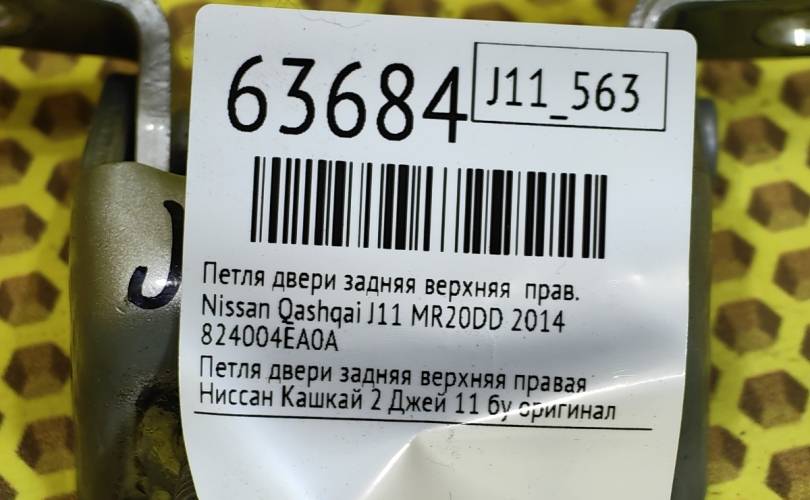 63684
J11_563
Петля двери задняя верхняя прав.
Nissan Qashqai J11 MR20DD 2014
824004EA0A
Петля двери задняя верхняя правая
Ниссан Кашкай 2 Джей 11 бу оригинал
J